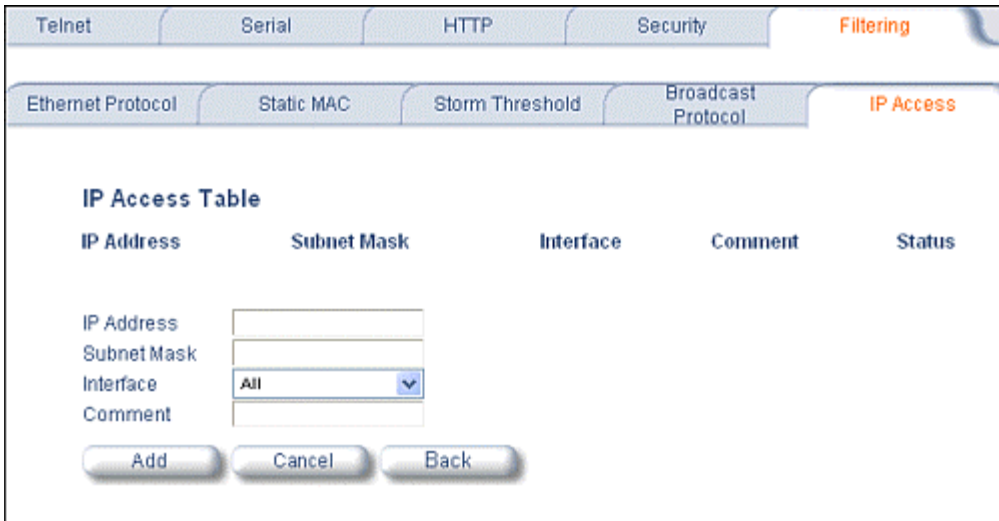 Telnet Serial HTTP Security Filtering
Ethernet Protocol Static MAC Storm Threshold Broadcast Protocol IP Access
IP Access Table
IP Address Subnet Mask Interface Comment Status
IP Address
Subnet Mask
Interface All
Comment
Add Cancel Back